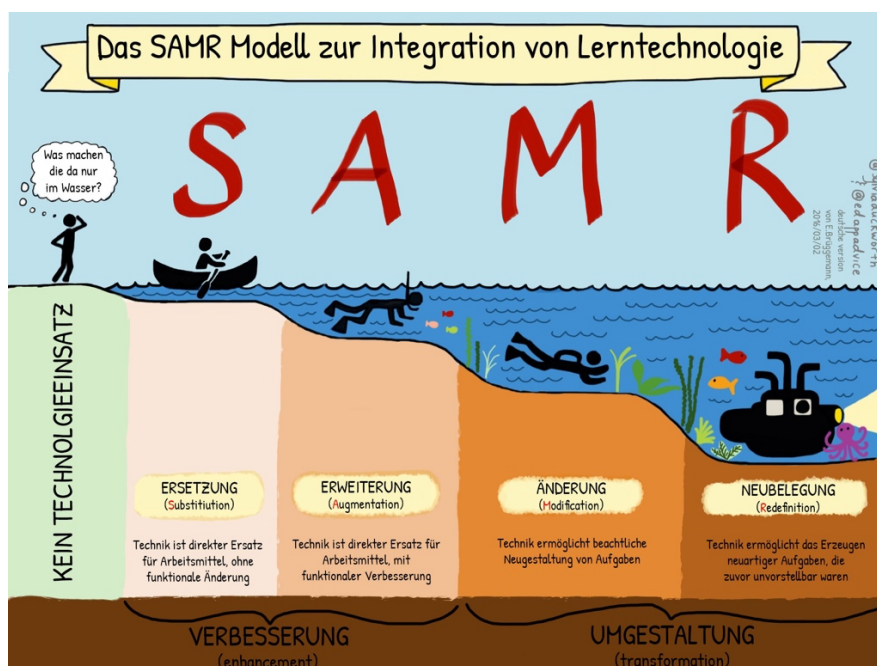 Das SAMR Modell zur Integration von Lerntechnologie
S A M R
Was machen
die da nur
im Wasser?
@sylviaduckworth
@edappadvice
deutsche version
von E.Brüggemann,
2016/03/02
KEIN TECHNOLGIEEINSATZ
ERSETZUNG
(Substitiution)
Technik ist direkter Ersatz
für Arbeitsmittel, ohne
funktionale Änderung
ERWEITERUNG
(Augmentation)
Technik ist direkter Ersatz für
Arbeitsmittel, mit
funktionaler Verbesserung
ÄNDERUNG
(Modification)
Technik ermöglicht beachtliche
Neugestaltung von Aufgaben
NEUBELEGUNG
(Redefinition)
Technik ermöglicht das Erzeugen
neuartiger Aufgaben, die
zuvor unvorstellbar waren
VERBESSERUNG
(enhancement)
UMGESTALTUNG
(transformation)